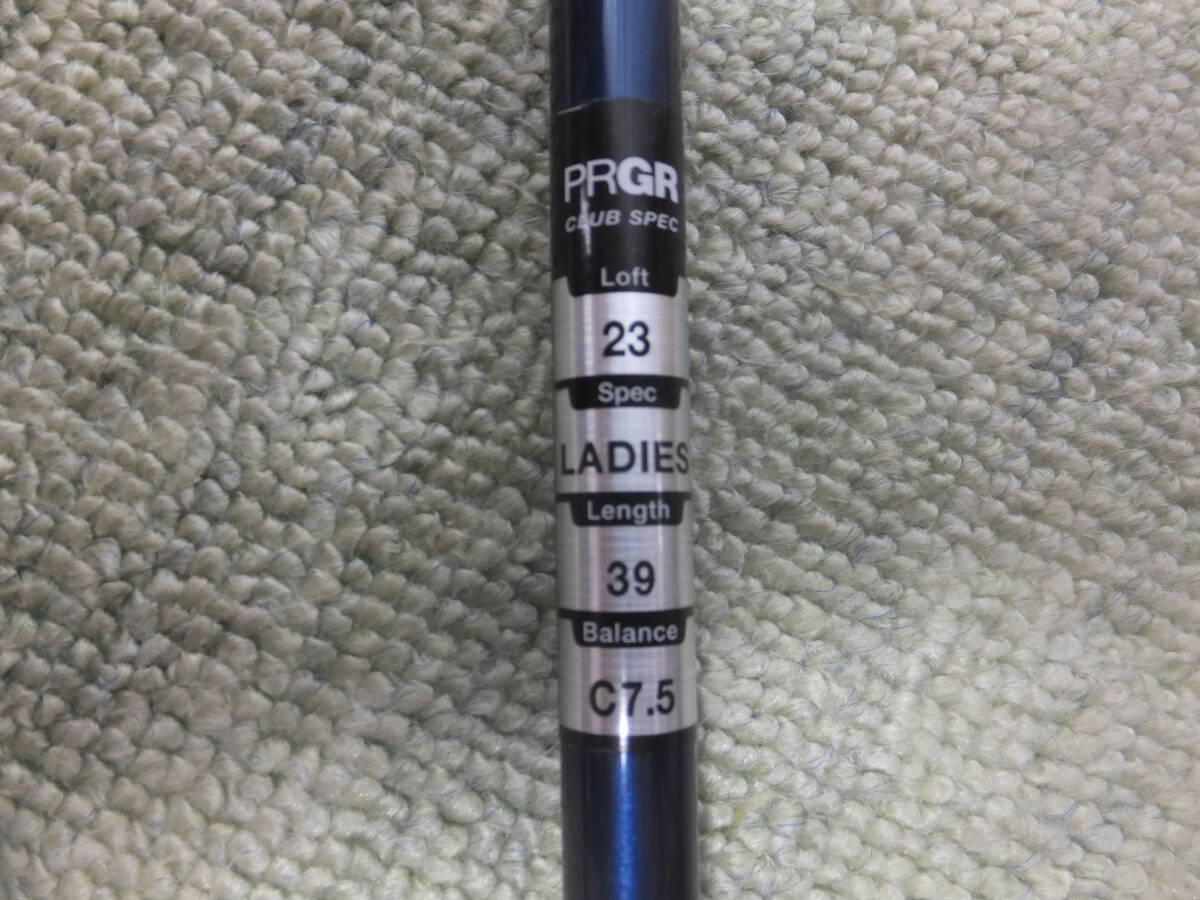 PRGR
CLUB SPEC
Loft
23
Spec
LADIES
Length
39
Balance
C7.5